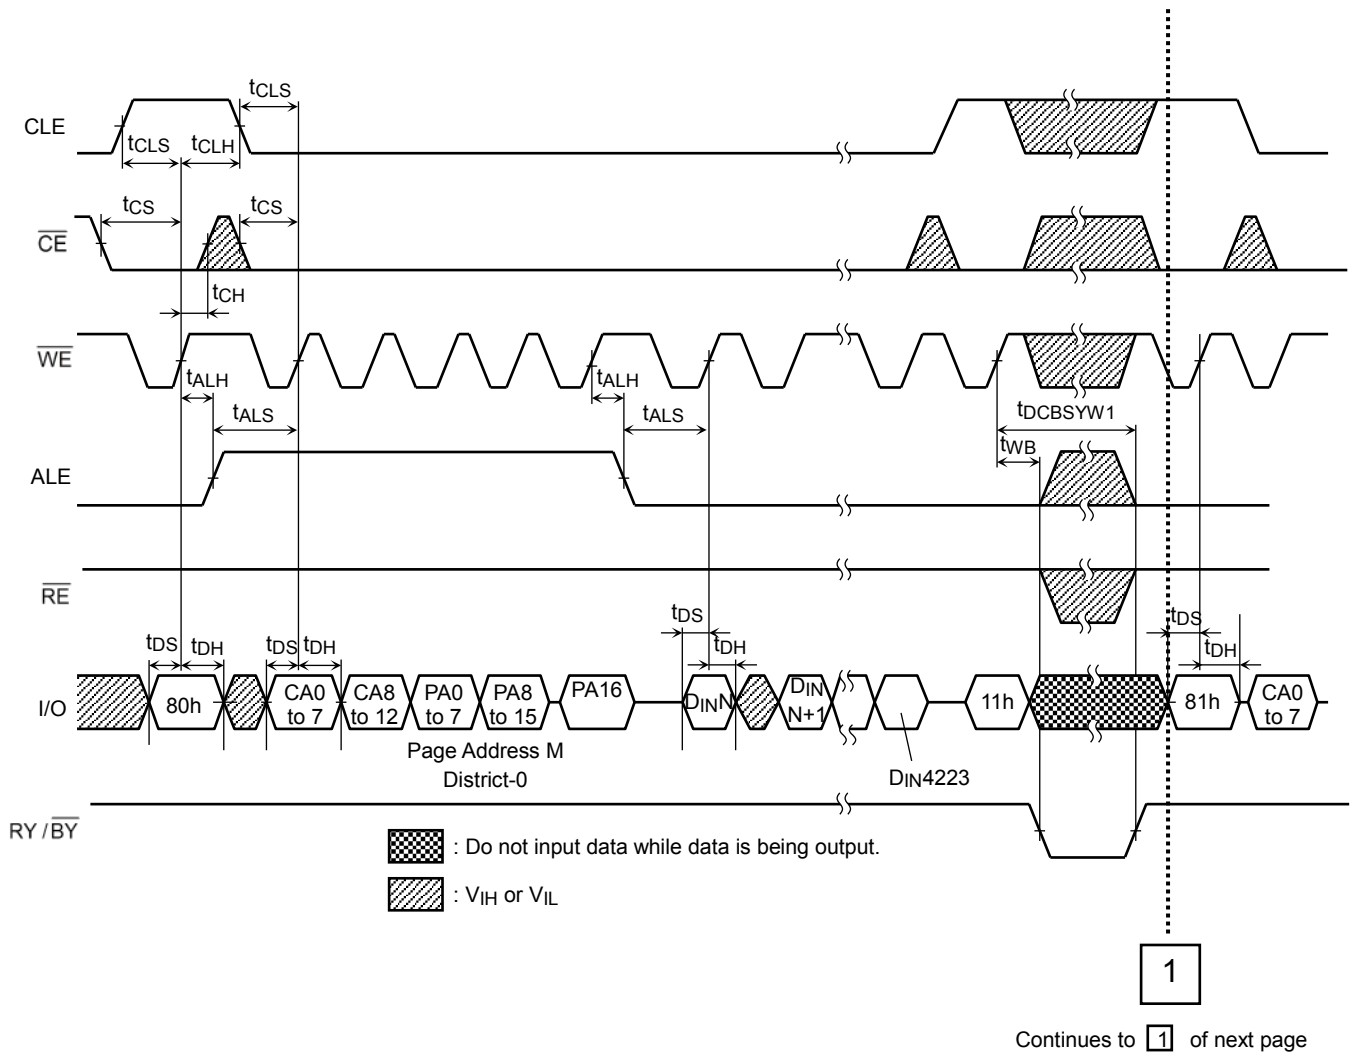 tCLS
CLE
tCLS tCLH
tCS tCS
CE
tCH
WE
tALH tALH
tALS tALS tDCBSYW1
tWB
ALE
RE
tDS tDH tDS tDH tDS tDH tDS tDH
I/O
80h
CA0 to 7
CA8 to 12
PA0 to 7
PA8 to 15
PA16
DINN
DIN N+1
11h
81h
CA0 to 7
Page Address M
District-0
DIN4223
RY / BY
: Do not input data while data is being output.
: VIH or VIL
1
Continues to 1 of next page